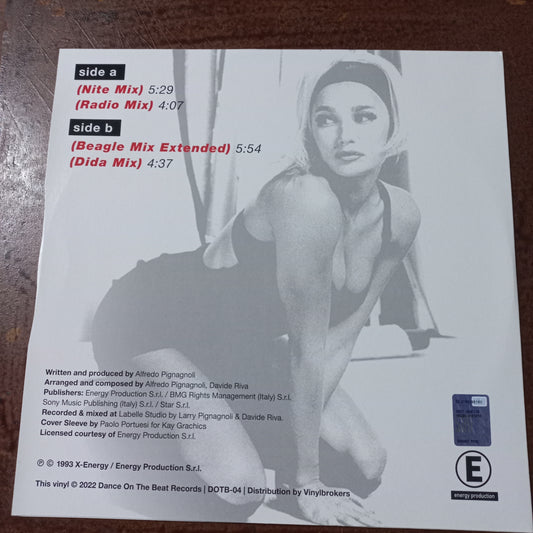 side a
(Nite Mix) 5:29
(Radio Mix) 4:07
side b
(Beagle Mix Extended) 5:54
(Dida Mix) 4:37
Written and produced by Alfredo Pignagnoli
Arranged and composed by Alfredo Pignagnoli, Davide Riva
Publishers: Energy Production S.r.l. / BMG Rights Management (Italy) S.r.l.
Sony Music Publishing (Italy) S.r.l. / Star S.r.l.
Recorded & mixed at Labelle Studio by Larry Pignagnoli & Davide Riva.
Cover Sleeve by Paolo Portuesi for Kay Grachics
Licensed courtesy of Energy Production S.r.l.
℗ © 1993 X-Energy / Energy Production S.r.l.
This vinyl © 2022 Dance On The Beat Records | DOTB-04 | Distribution by Vinylbrokers
E
energy production